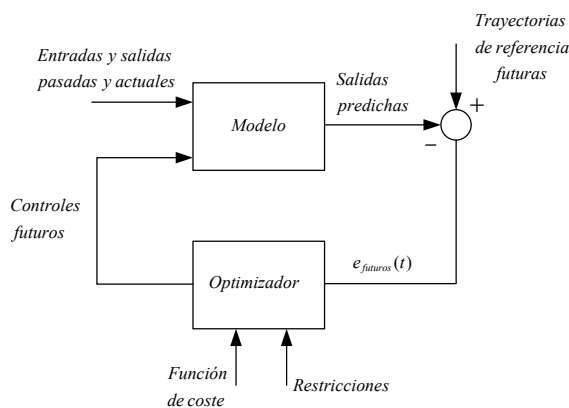 Trayectorias
de referencia
futuras
Entradas y salidas
pasadas y actuales
Salidas
predichas
+
Modelo
−
Controles
futuros
e_futuros(t)
Optimizador
Función
de coste
Restricciones